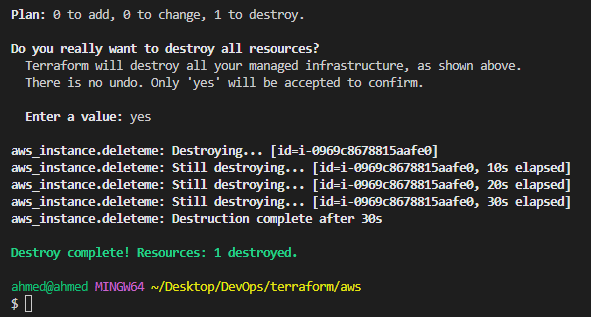 Plan: 0 to add, 0 to change, 1 to destroy.
Do you really want to destroy all resources?
Terraform will destroy all your managed infrastructure, as shown above.
There is no undo. Only 'yes' will be accepted to confirm.
Enter a value: yes
aws_instance.deleteme: Destroying... [id=i-0969c8678815aafe0]
aws_instance.deleteme: Still destroying... [id=i-0969c8678815aafe0, 10s elapsed]
aws_instance.deleteme: Still destroying... [id=i-0969c8678815aafe0, 20s elapsed]
aws_instance.deleteme: Still destroying... [id=i-0969c8678815aafe0, 30s elapsed]
aws_instance.deleteme: Destruction complete after 30s
Destroy complete! Resources: 1 destroyed.
ahmed@ahmed MINGW64 ~/Desktop/DevOps/terraform/aws
$